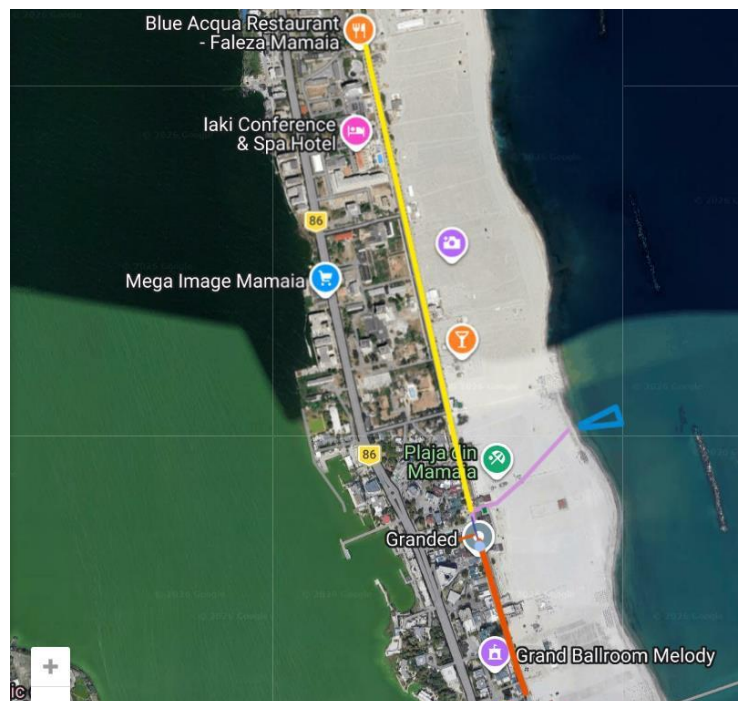 Blue Acqua Restaurant
- Faleza Mamaia
Iaki Conference
& Spa Hotel
86
Mega Image Mamaia
86
Plaja din
Mamaia
Granded
Grand Ballroom Melody
+
ic